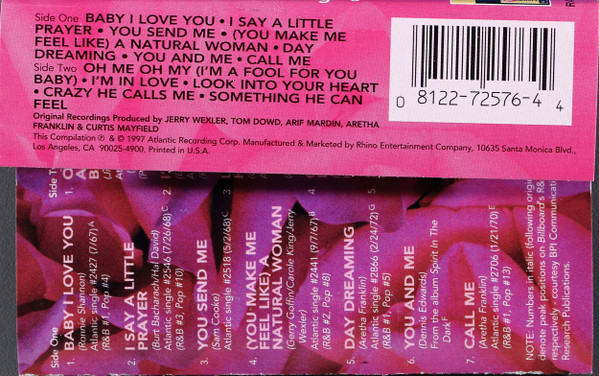 Side One BABY I LOVE YOU • I SAY A LITTLE
PRAYER • YOU SEND ME • (YOU MAKE ME
FEEL LIKE) A NATURAL WOMAN • DAY
DREAMING • YOU AND ME • CALL ME
Side Two OH ME OH MY (I'M A FOOL FOR YOU
BABY) • I'M IN LOVE • LOOK INTO YOUR HEART
• CRAZY HE CALLS ME • SOMETHING HE CAN
FEEL
Original Recordings Produced by JERRY WEXLER, TOM DOWD, ARIF MARDIN, ARETHA
FRANKLIN & CURTIS MAYFIELD
This Compilation ℗ & © 1997 Atlantic Recording Corp. Manufactured & Marketed by Rhino Entertainment Company, 10635 Santa Monica Blvd.,
Los Angeles, CA 90025-4900. Printed in U.S.A.
0 8122-72576-4 4
Side One
1. BABY I LOVE YOU
(Ronnie Shannon)
Atlantic single #2427 (7/67) A
(R&B #1, Pop #4)
2. I SAY A LITTLE
PRAYER
(Burt Bacharach/Hal David)
Atlantic single #2546 (7/26/68) C
(R&B #3, Pop #10)
3. YOU SEND ME
(Sam Cooke)
Atlantic single #2518 (5/2/68) C
4. (YOU MAKE ME
FEEL LIKE) A
NATURAL WOMAN
(Gerry Goffin/Carole King/Jerry
Wexler)
Atlantic single #2441 (9/7/67) B
(R&B #2, Pop #8)
5. DAY DREAMING
(Aretha Franklin)
Atlantic single #2866 (2/24/72) G
(R&B #1, Pop #5)
6. YOU AND ME
(Dennis Edwards)
From the album Spirit In The
Dark F
7. CALL ME
(Aretha Franklin)
Atlantic single #2706 (1/21/70) E
(R&B #1, Pop #13)
NOTE: Numbers in italic (following
denote peak positions on Billboard's R&
respectively - courtesy BPI Communicati
Research Publications.
Side
1.
2.
3.
4.
5.